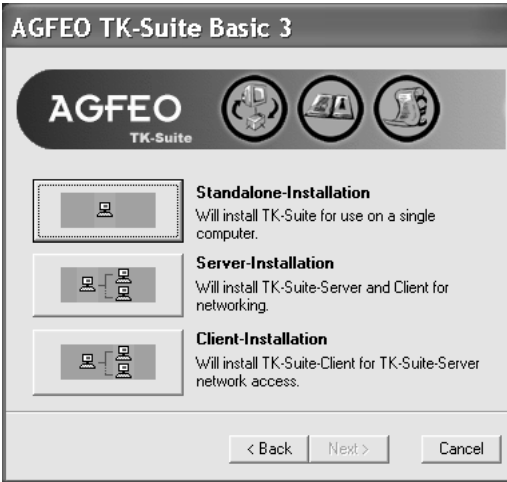 AGFEO TK-Suite Basic 3
AGFEO
TK-Suite
Standalone-Installation
Will install TK-Suite for use on a single
computer.
Server-Installation
Will install TK-Suite-Server and Client for
networking.
Client-Installation
Will install TK-Suite-Client for TK-Suite-Server
network access.
< Back
Next >
Cancel